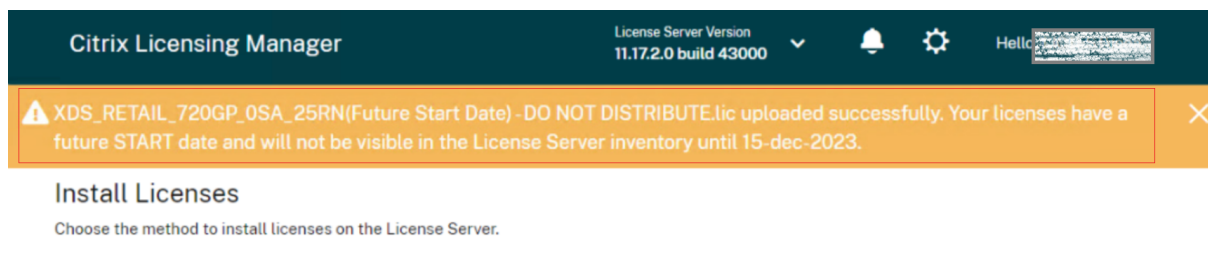 Citrix Licensing Manager
License Server Version
11.17.2.0 build 43000
Hello
XDS_RETAIL_720GP_0SA_25RN(Future Start Date) - DO NOT DISTRIBUTE.lic uploaded successfully. Your licenses have a
future START date and will not be visible in the License Server inventory until 15-dec-2023.
Install Licenses
Choose the method to install licenses on the License Server.